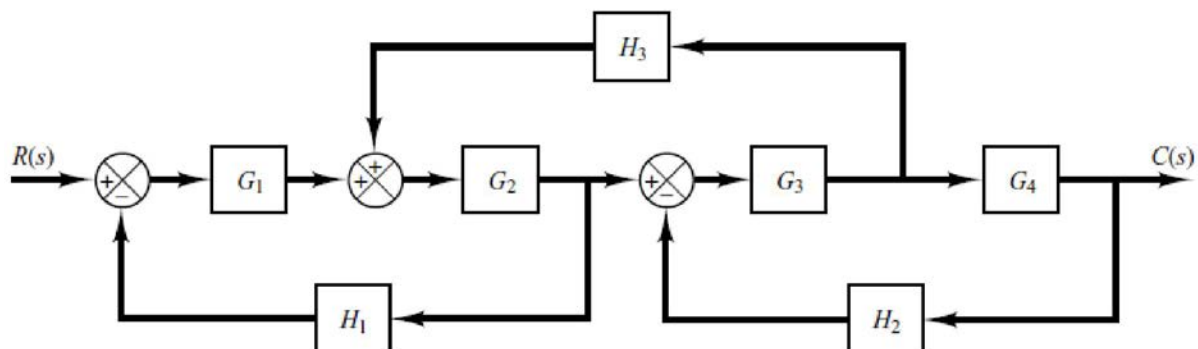 H₃
R(s) + − G₁ + + G₂ + − G₃ G₄ C(s)
H₁ H₂